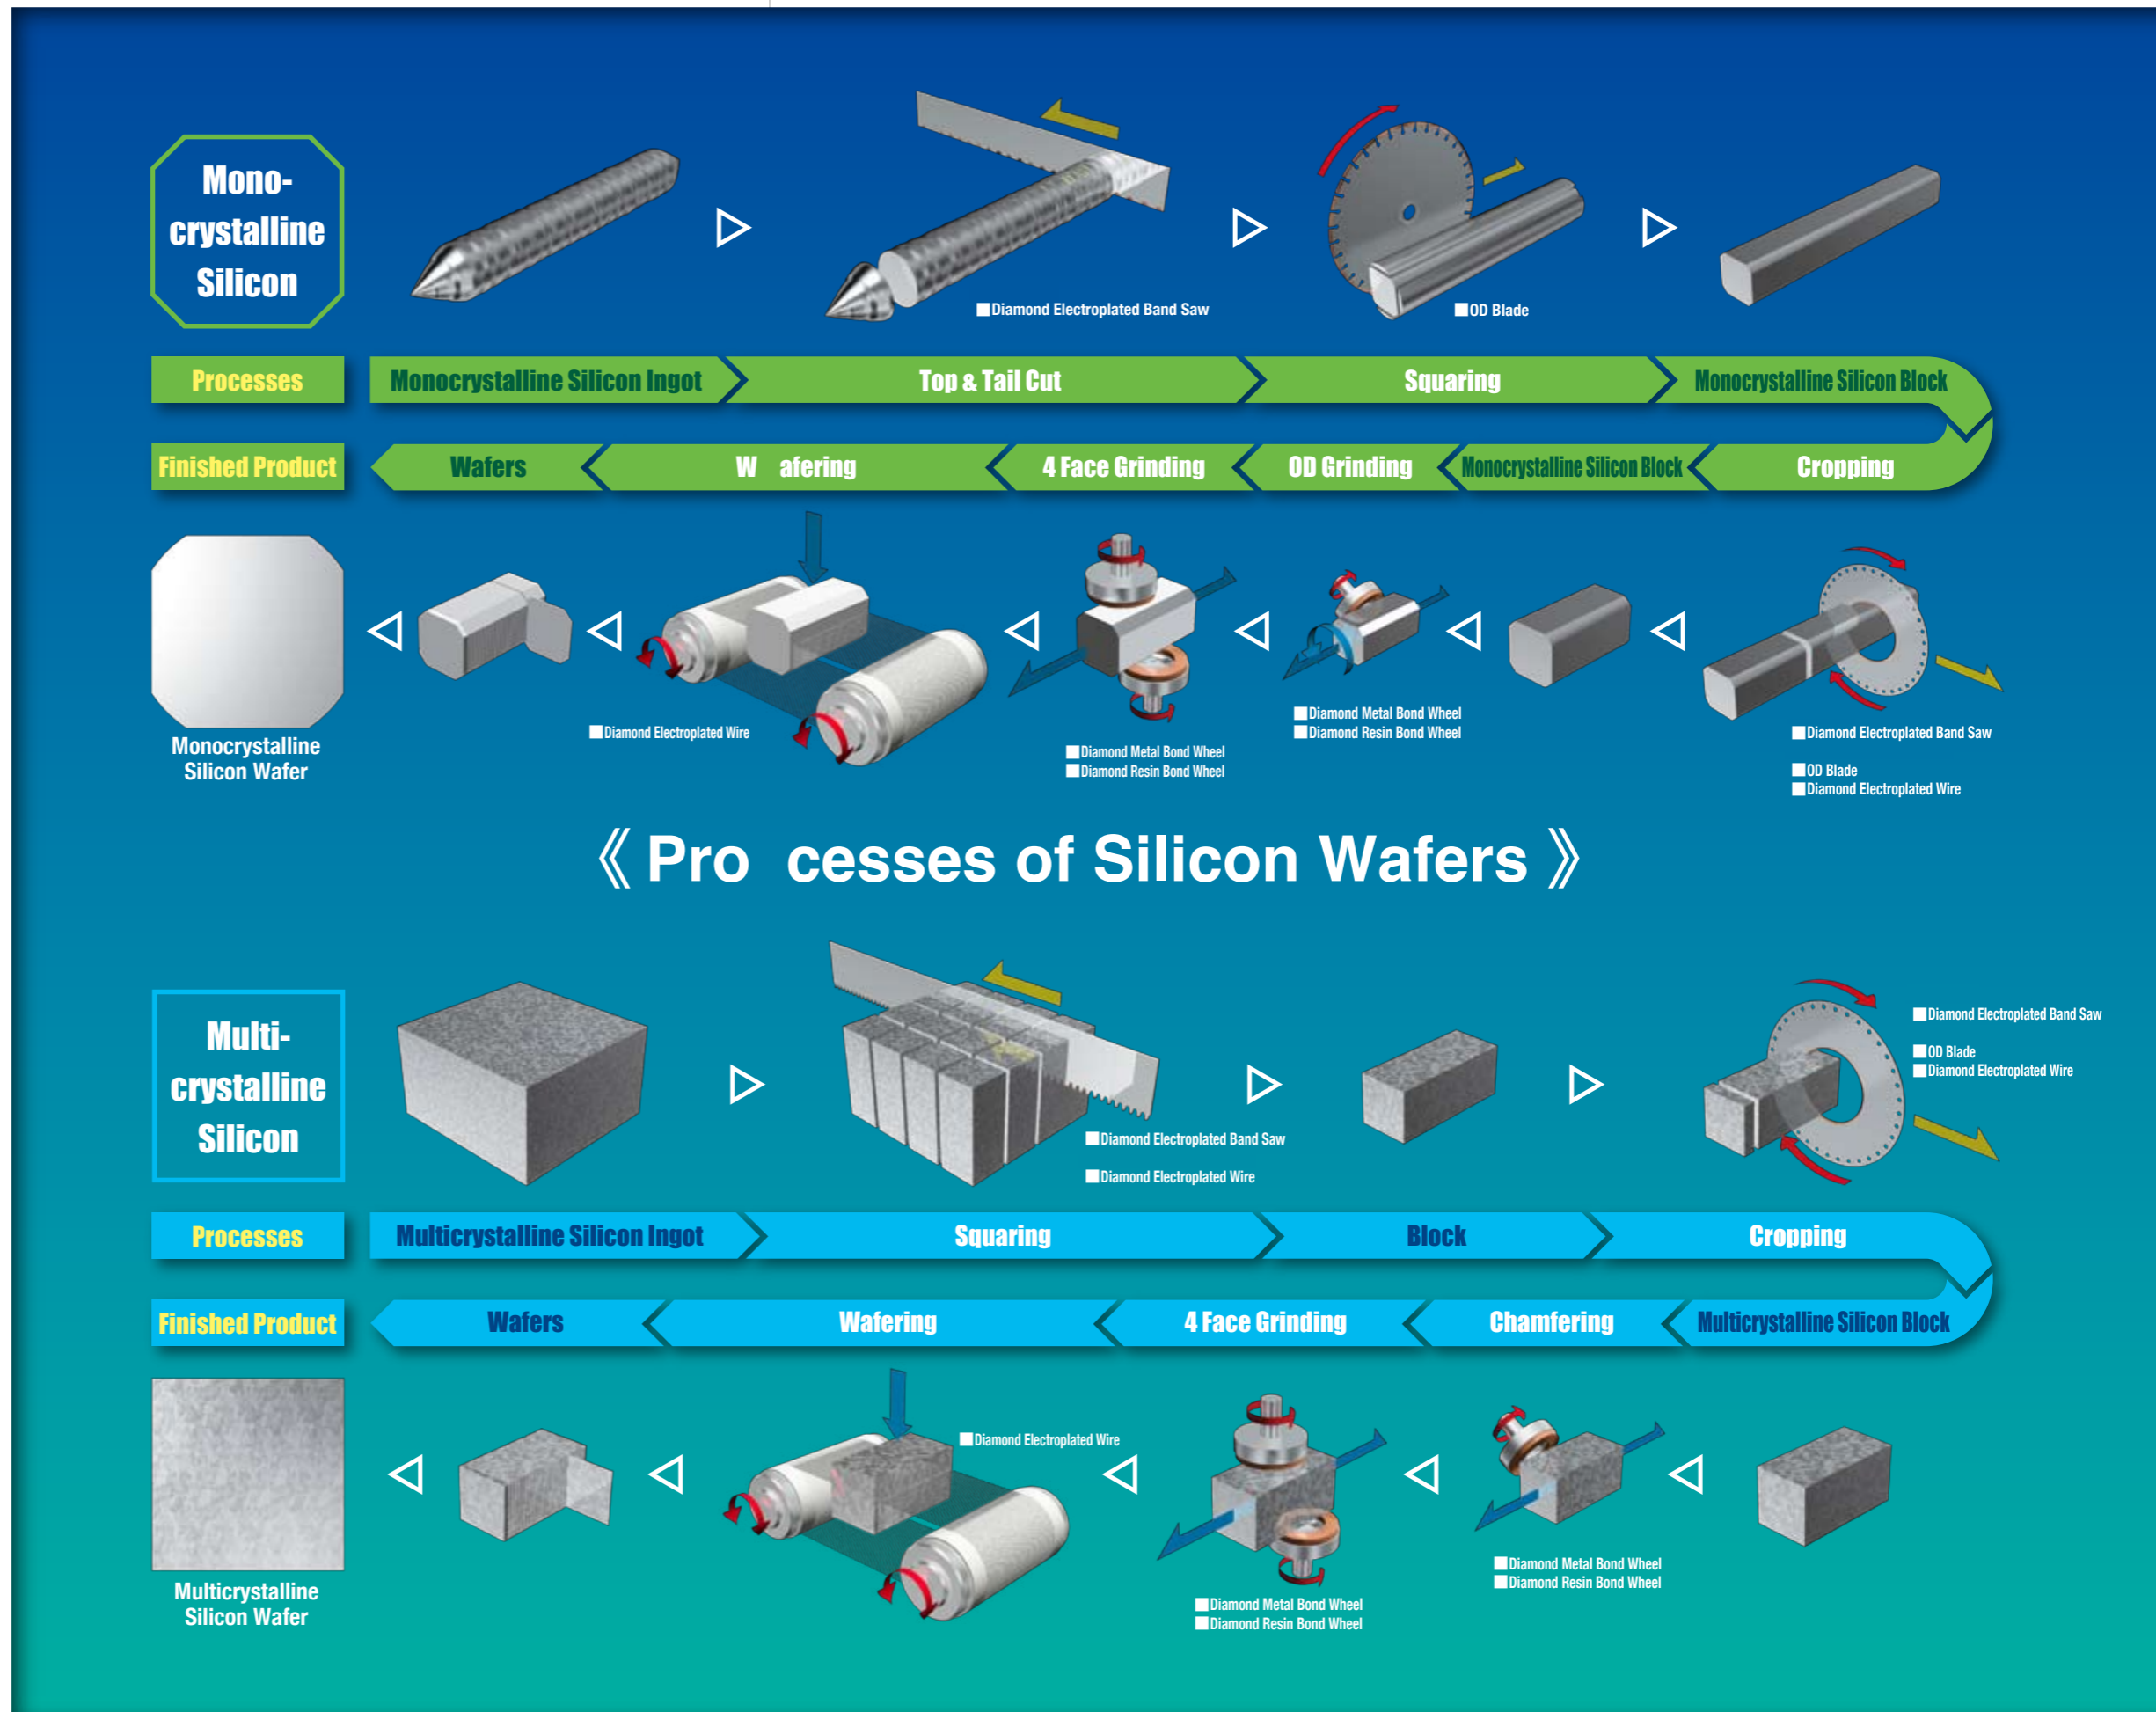 Mono-
crystalline
Silicon
■Diamond Electroplated Band Saw
■OD Blade
Processes
Monocrystalline Silicon Ingot
Top & Tail Cut
Squaring
Monocrystalline Silicon Block
Finished Product
Wafers
W afering
4 Face Grinding
OD Grinding
Monocrystalline Silicon Block
Cropping
Monocrystalline
Silicon Wafer
■Diamond Electroplated Wire
■Diamond Metal Bond Wheel
■Diamond Resin Bond Wheel
■Diamond Metal Bond Wheel
■Diamond Resin Bond Wheel
■Diamond Electroplated Band Saw
■OD Blade
■Diamond Electroplated Wire
《 Pro cesses of Silicon Wafers 》
Multi-
crystalline
Silicon
■Diamond Electroplated Band Saw
■Diamond Electroplated Wire
■Diamond Electroplated Band Saw
■OD Blade
■Diamond Electroplated Wire
Processes
Multicrystalline Silicon Ingot
Squaring
Block
Cropping
Finished Product
Wafers
Wafering
4 Face Grinding
Chamfering
Multicrystalline Silicon Block
Multicrystalline
Silicon Wafer
■Diamond Electroplated Wire
■Diamond Metal Bond Wheel
■Diamond Resin Bond Wheel
■Diamond Metal Bond Wheel
■Diamond Resin Bond Wheel